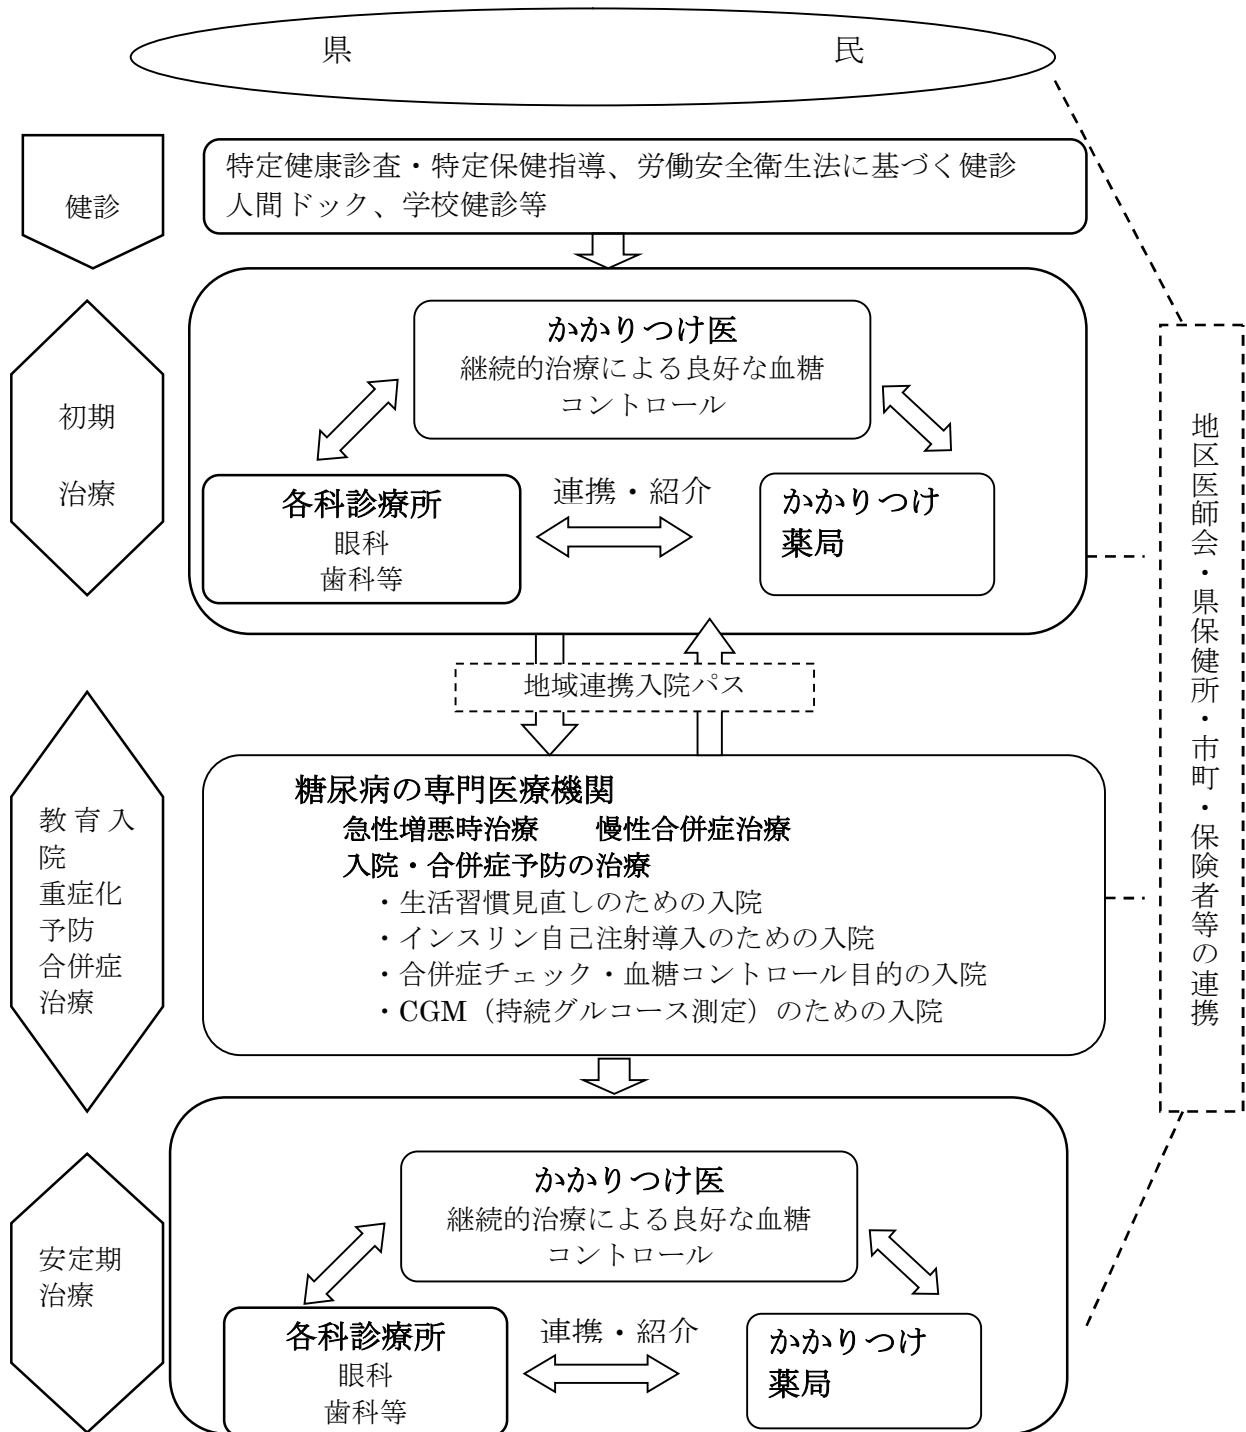 県 民
健診
特定健康診査・特定保健指導、労働安全衛生法に基づく健診
人間ドック、学校健診等
初期
治療
かかりつけ医
継続的治療による良好な血糖
コントロール
各科診療所
眼科
歯科等
連携・紹介
かかりつけ
薬局
地域連携入院パス
教育入
院
重症化
予防
合併症
治療
糖尿病の専門医療機関
急性増悪時治療 慢性合併症治療
入院・合併症予防の治療
・生活習慣見直しのための入院
・インスリン自己注射導入のための入院
・合併症チェック・血糖コントロール目的の入院
・CGM（持続グルコース測定）のための入院
安定期
治療
かかりつけ医
継続的治療による良好な血糖
コントロール
各科診療所
眼科
歯科等
連携・紹介
かかりつけ
薬局
地区医師会・県保健所・市町・保険者等の連携